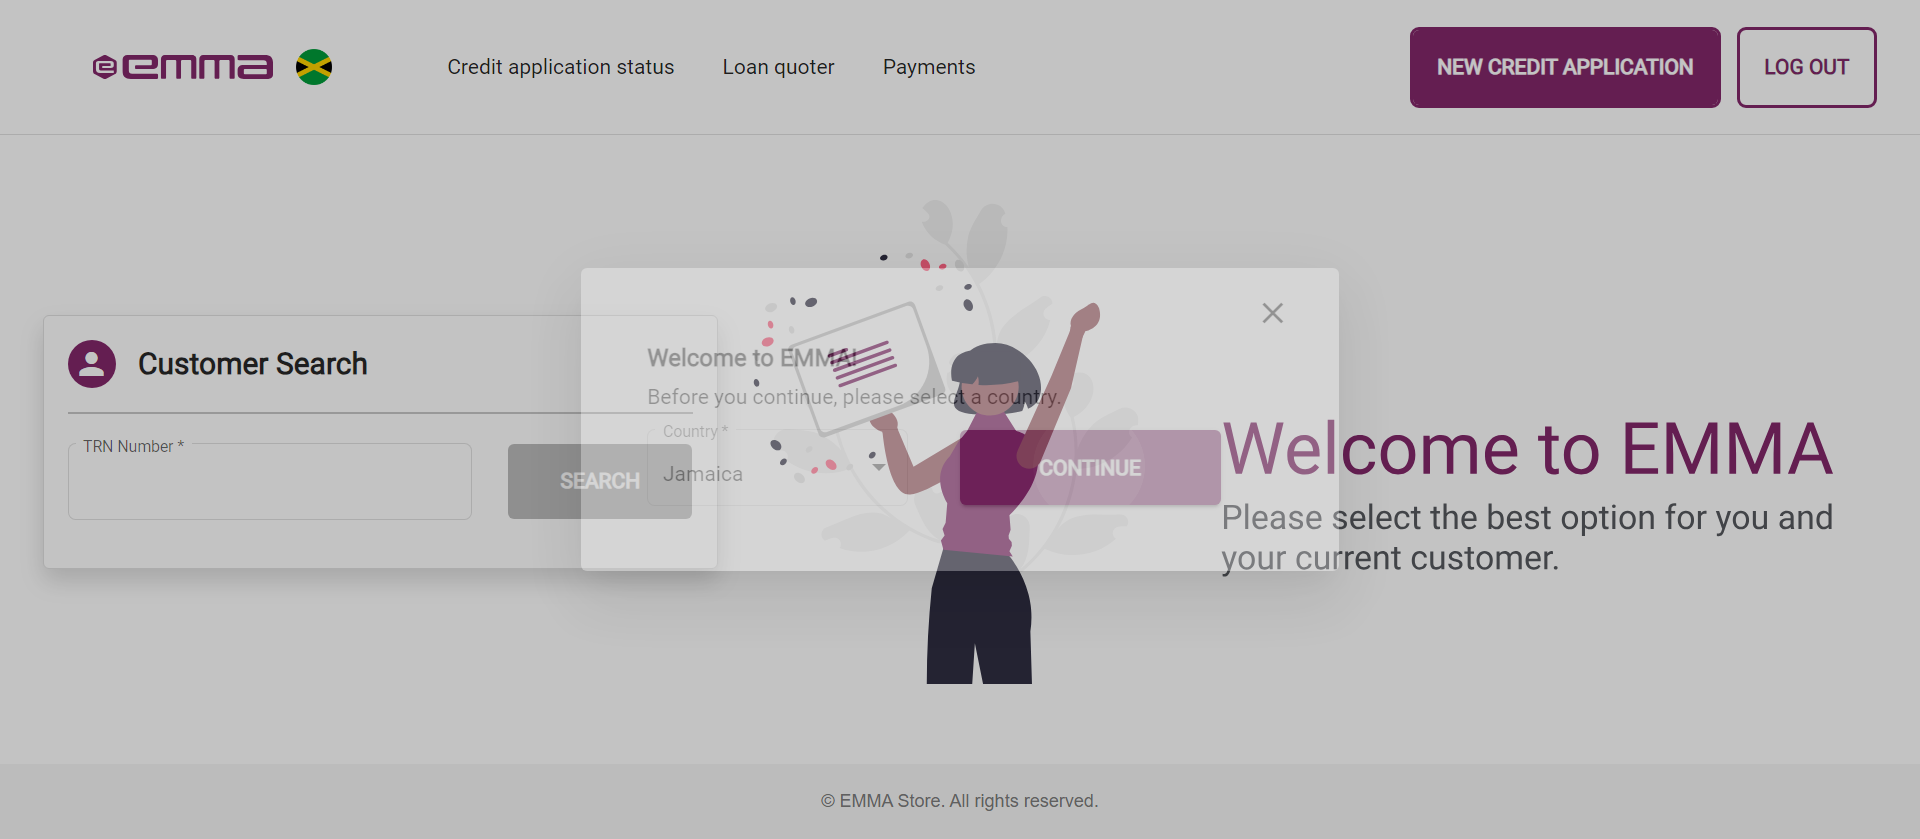 emma
Credit application status
Loan quoter
Payments
NEW CREDIT APPLICATION
LOG OUT
Customer Search
TRN Number *
SEARCH
Welcome to EMMA!
Before you continue, please select a country.
Country *
Jamaica
CONTINUE
Welcome to EMMA
Please select the best option for you and
your current customer.
© EMMA Store. All rights reserved.